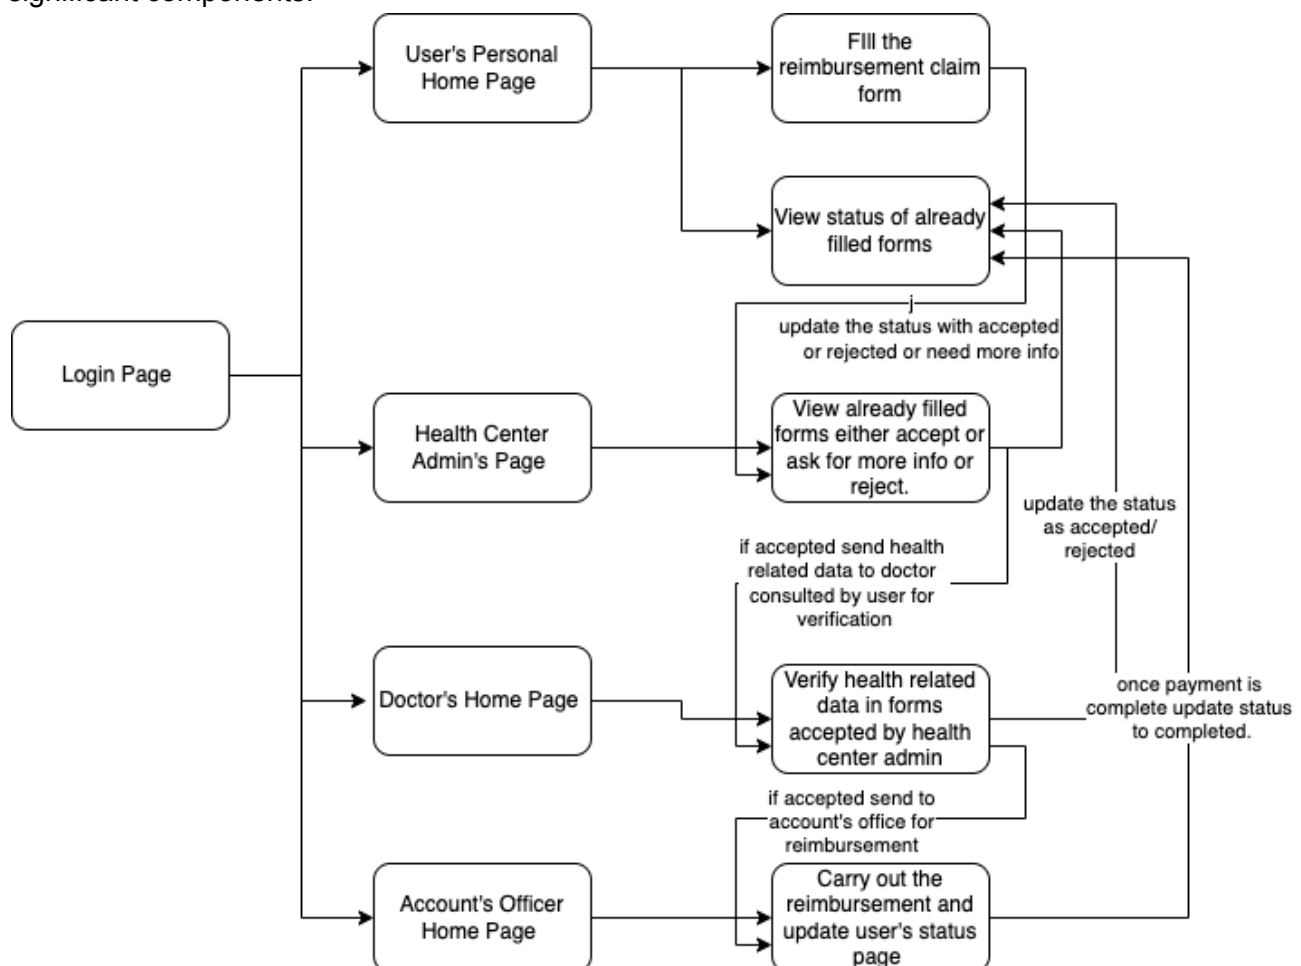 significant components.
User's Personal
Home Page
FIll the
reimbursement claim
form
View status of already
filled forms
j
update the status with accepted
or rejected or need more info
Login Page
Health Center
Admin's Page
View already filled
forms either accept or
ask for more info or
reject.
update the status
as accepted/
rejected
if accepted send health
related data to doctor
consulted by user for
verification
Doctor's Home Page
Verify health related
data in forms
accepted by health
center admin
once payment is
complete update status
to completed.
if accepted send to
account's office for
reimbursement
Account's Officer
Home Page
Carry out the
reimbursement and
update user's status
page